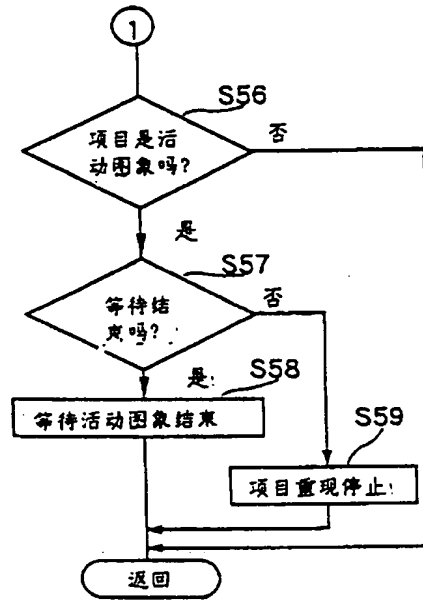 1
S56
项目是活
动图象吗?
否
是
S57
等待结
束吗?
否
是:
S58
等待活动图象结束
S59
项目重现停止:
返回